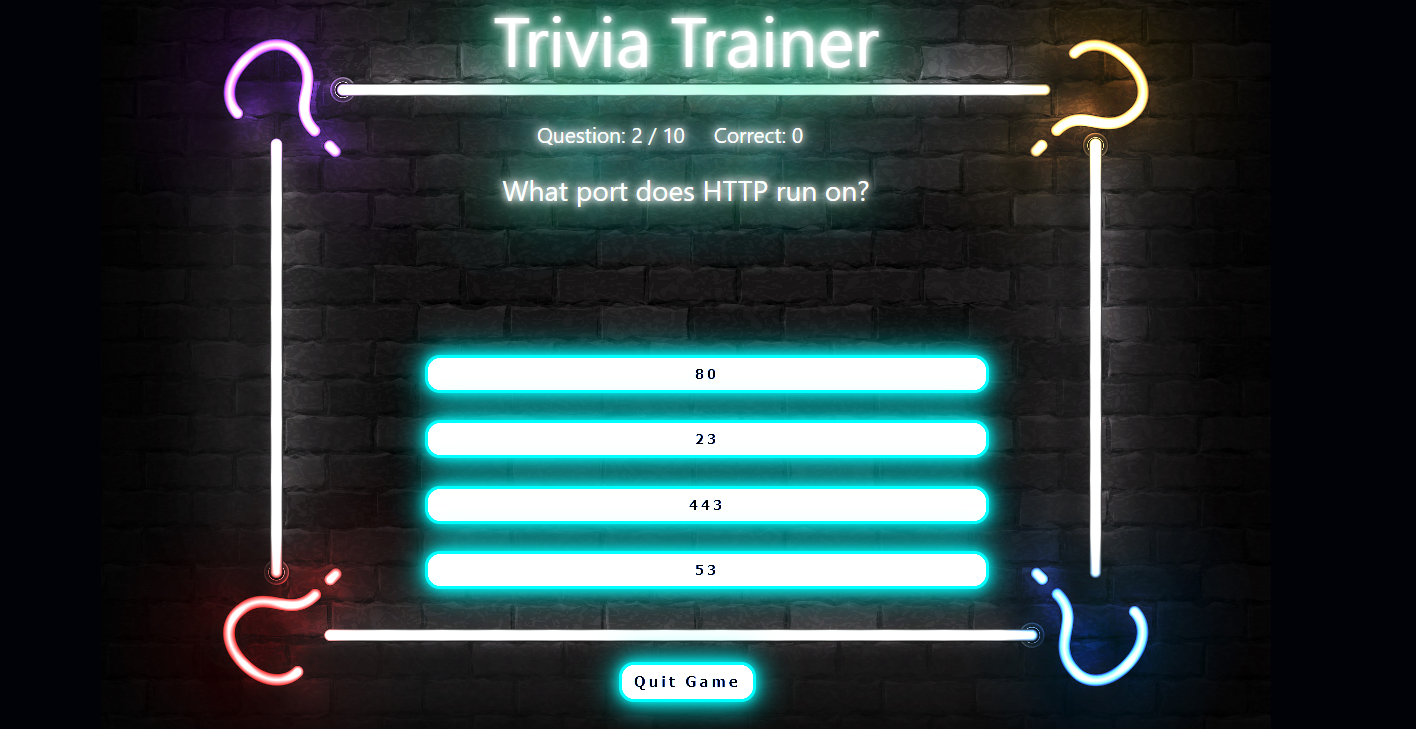 Trivia Trainer
Question: 2 / 10 Correct: 0
What port does HTTP run on?
80
23
443
53
Quit Game